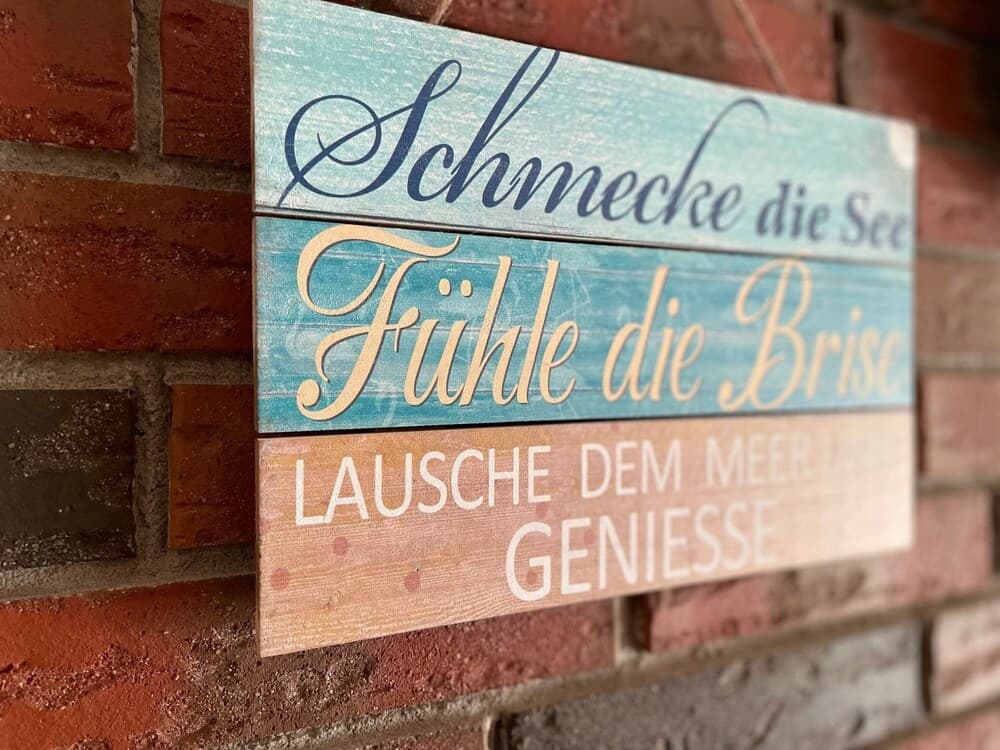 Schmecke die See
Fühle die Brise
LAUSCHE DEM MEER
GENIESSE